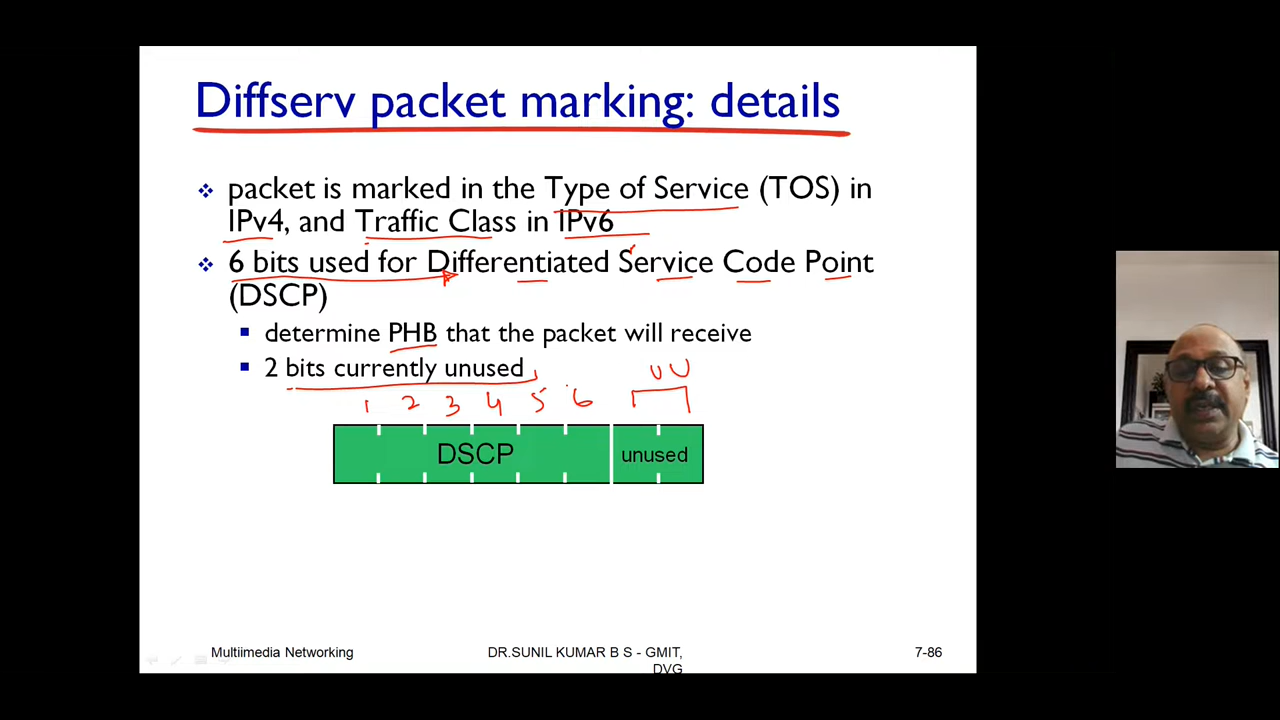 Diffserv packet marking: details
packet is marked in the Type of Service (TOS) in
IPv4, and Traffic Class in IPv6
6 bits used for Differentiated Service Code Point
(DSCP)
determine PHB that the packet will receive
2 bits currently unused
U U
1 2 3 4 5 6
DSCP unused
Multiimedia Networking
DR.SUNIL KUMAR B S - GMIT,
DVG
7-86